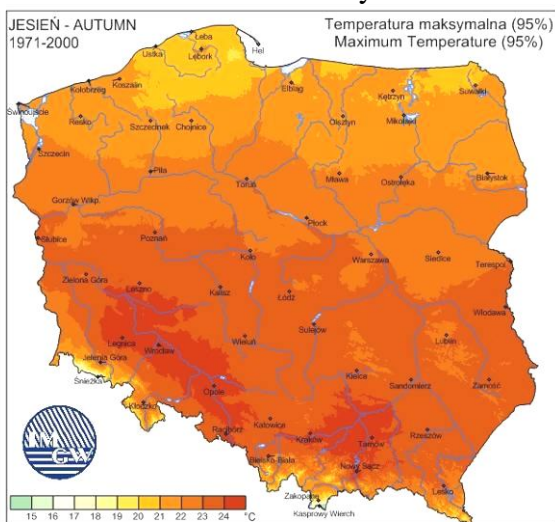 JESIEŃ - AUTUMN
1971-2000
Temperatura maksymalna (95%)
Maximum Temperature (95%)
Łeba
Ustka
Lębork
Hel
Kołobrzeg
Koszalin
Elbląg
Kętrzyn
Suwałki
Świnoujście
Resko
Szczecinek
Chojnice
Olsztyn
Mikołajki
Szczecin
Piła
Toruń
Mława
Ostrołęka
Białystok
Gorzów Wlkp.
Płock
Słubice
Poznań
Koło
Warszawa
Siedlce
Terespol
Zielona Góra
Leszno
Kalisz
Łódź
Włodawa
Legnica
Wrocław
Wieluń
Sulejów
Lublin
Jelenia Góra
Śnieżka
Opole
Kielce
Sandomierz
Zamość
Kłodzko
Racibórz
Katowice
Kraków
Tarnów
Rzeszów
Bielsko-Biała
Nowy Sącz
Lesko
Zakopane
Kasprowy Wierch
IMGW
15 16 17 18 19 20 21 22 23 24 °C